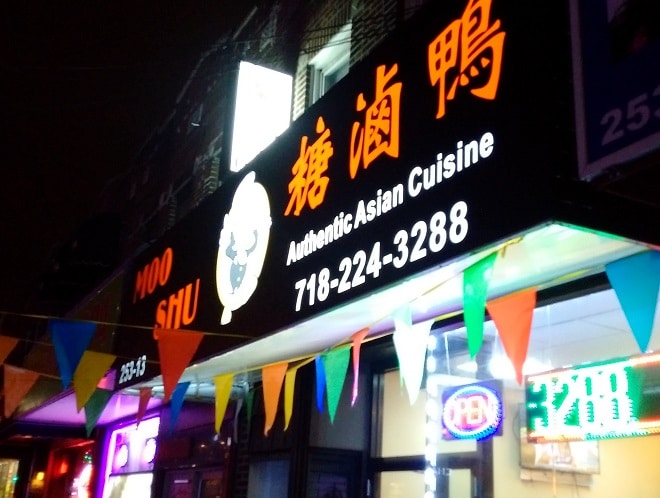 MOO
SHU
糖滷鴨
Authentic Asian Cuisine
718-224-3288
253-13
253
OPEN
3288